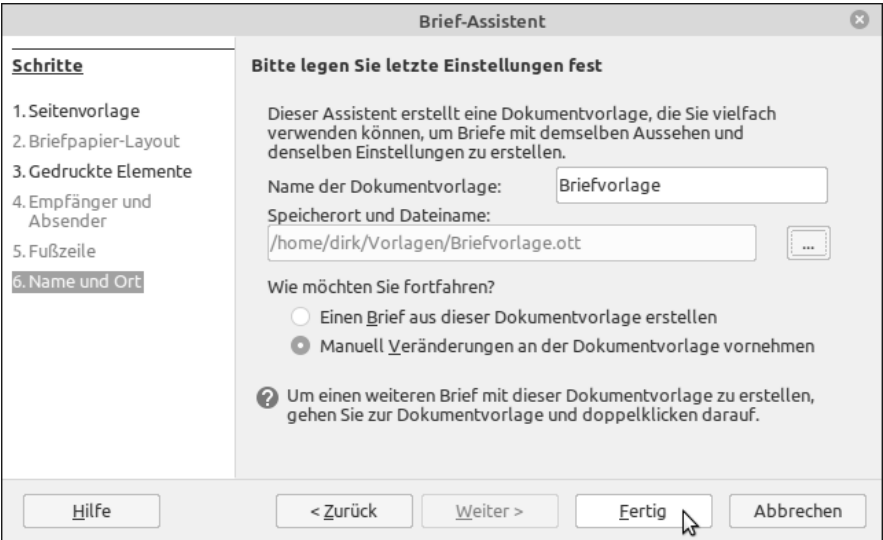 Brief-Assistent
Schritte
1. Seitenvorlage
2. Briefpapier-Layout
3. Gedruckte Elemente
4. Empfänger und
Absender
5. Fußzeile
6. Name und Ort
Bitte legen Sie letzte Einstellungen fest
Dieser Assistent erstellt eine Dokumentvorlage, die Sie vielfach
verwenden können, um Briefe mit demselben Aussehen und
denselben Einstellungen zu erstellen.
Name der Dokumentvorlage: Briefvorlage
Speicherort und Dateiname:
/home/dirk/Vorlagen/Briefvorlage.ott ...
Wie möchten Sie fortfahren?
Einen Brief aus dieser Dokumentvorlage erstellen
Manuell Veränderungen an der Dokumentvorlage vornehmen
? Um einen weiteren Brief mit dieser Dokumentvorlage zu erstellen,
gehen Sie zur Dokumentvorlage und doppelklicken darauf.
Hilfe < Zurück Weiter > Fertig Abbrechen